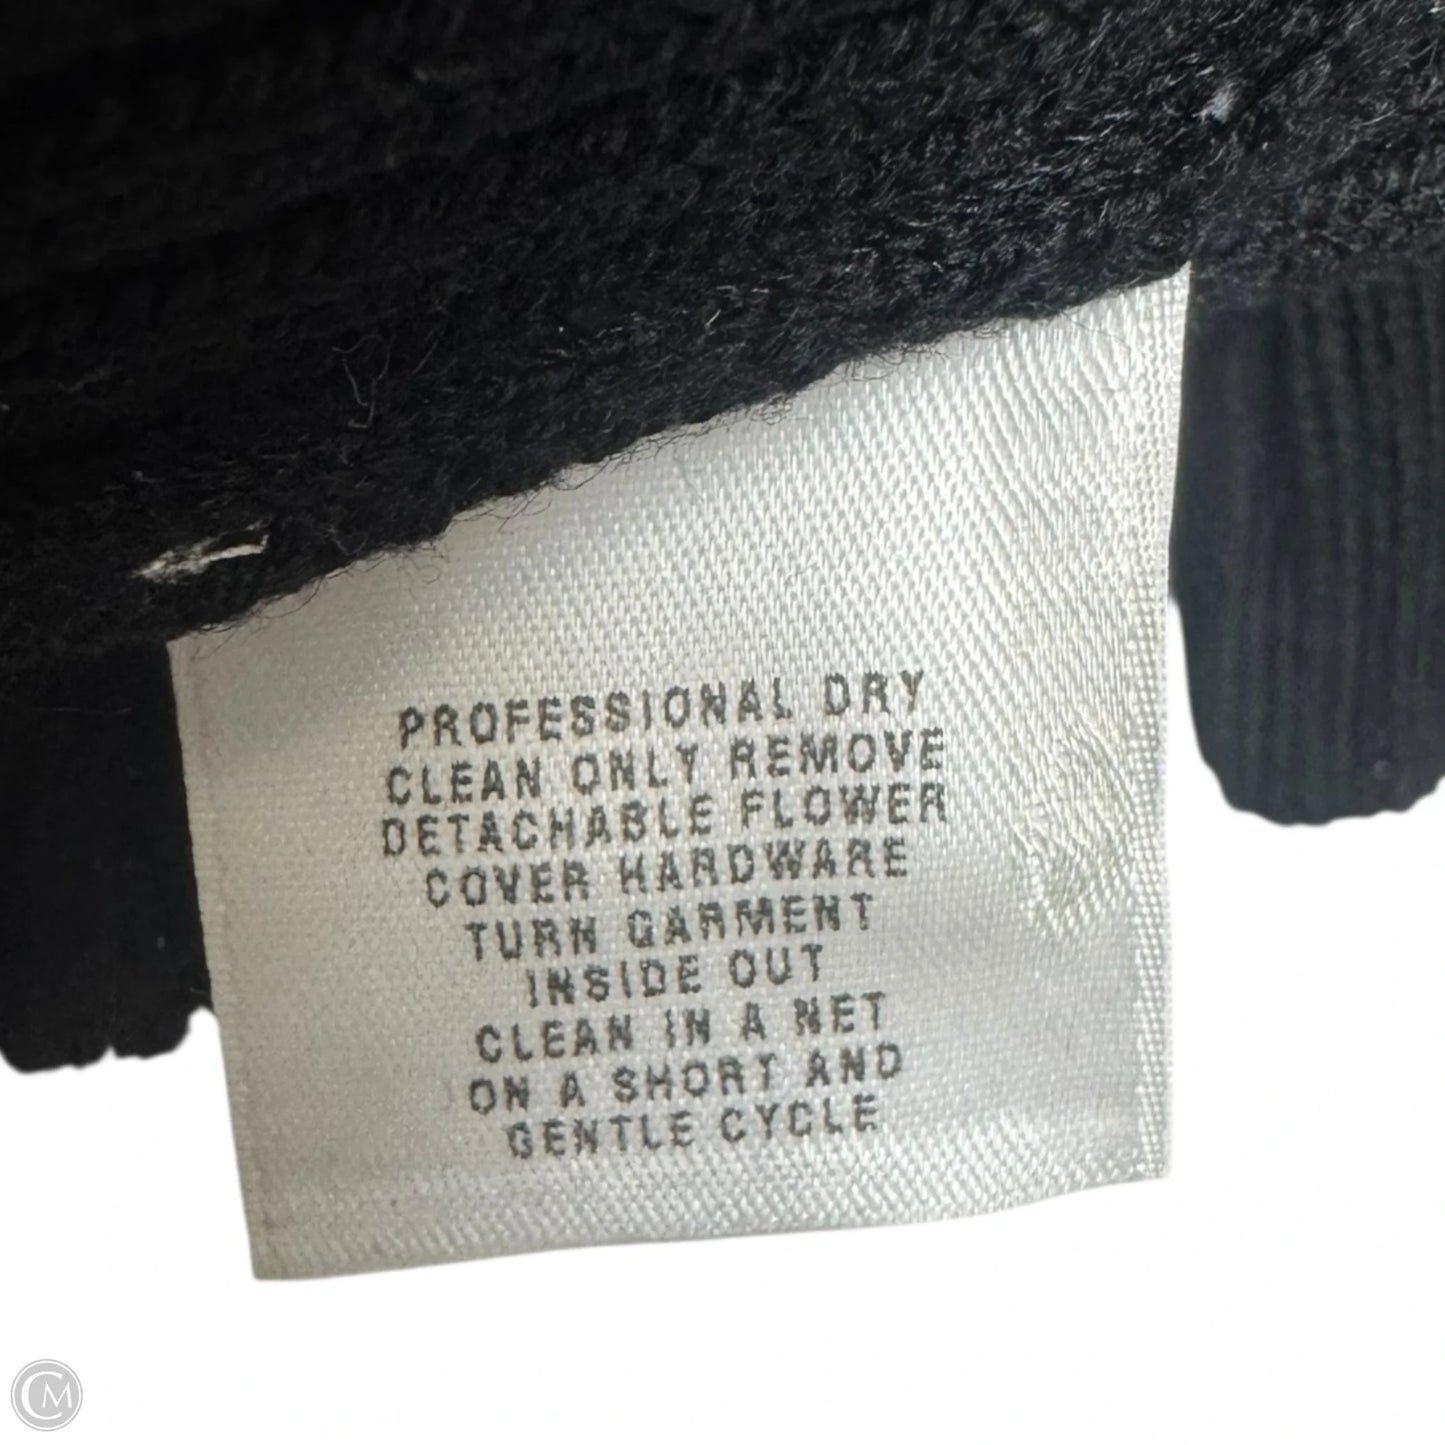 PROFESSIONAL DRY
CLEAN ONLY REMOVE
DETACHABLE FLOWER
COVER HARDWARE
TURN GARMENT
INSIDE OUT
CLEAN IN A NET
ON A SHORT AND
GENTLE CYCLE
CM